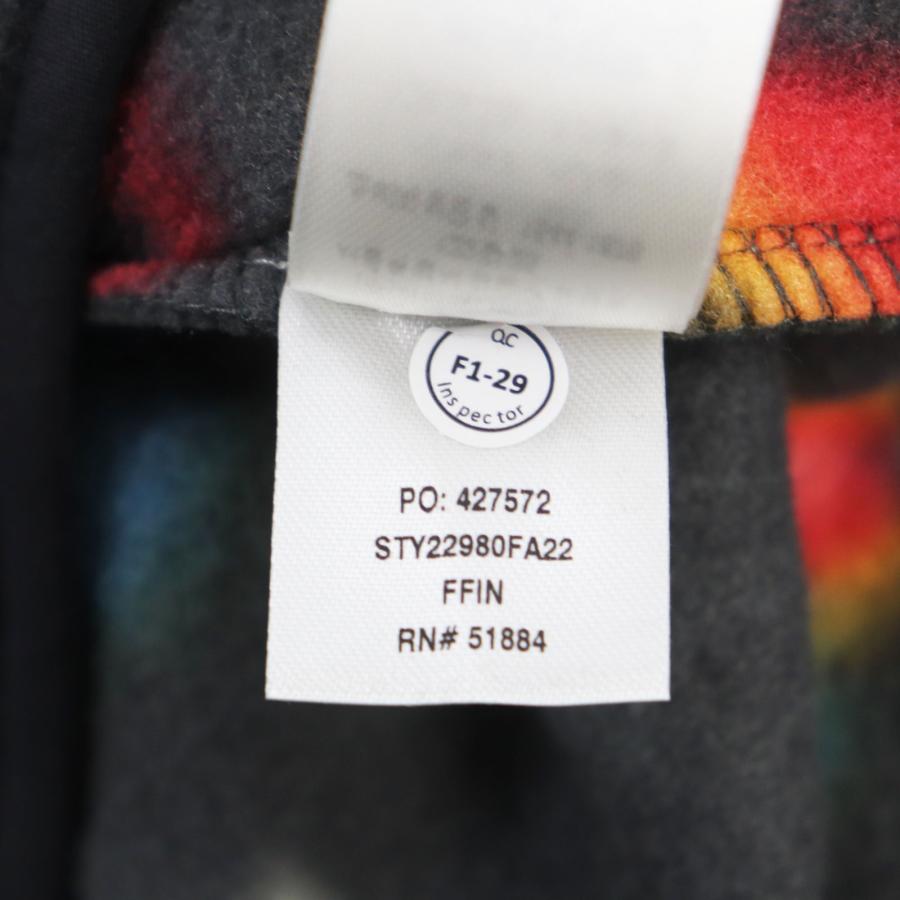 QC
F1-29
Inspector
PO: 427572
STY22980FA22
FFIN
RN# 51884